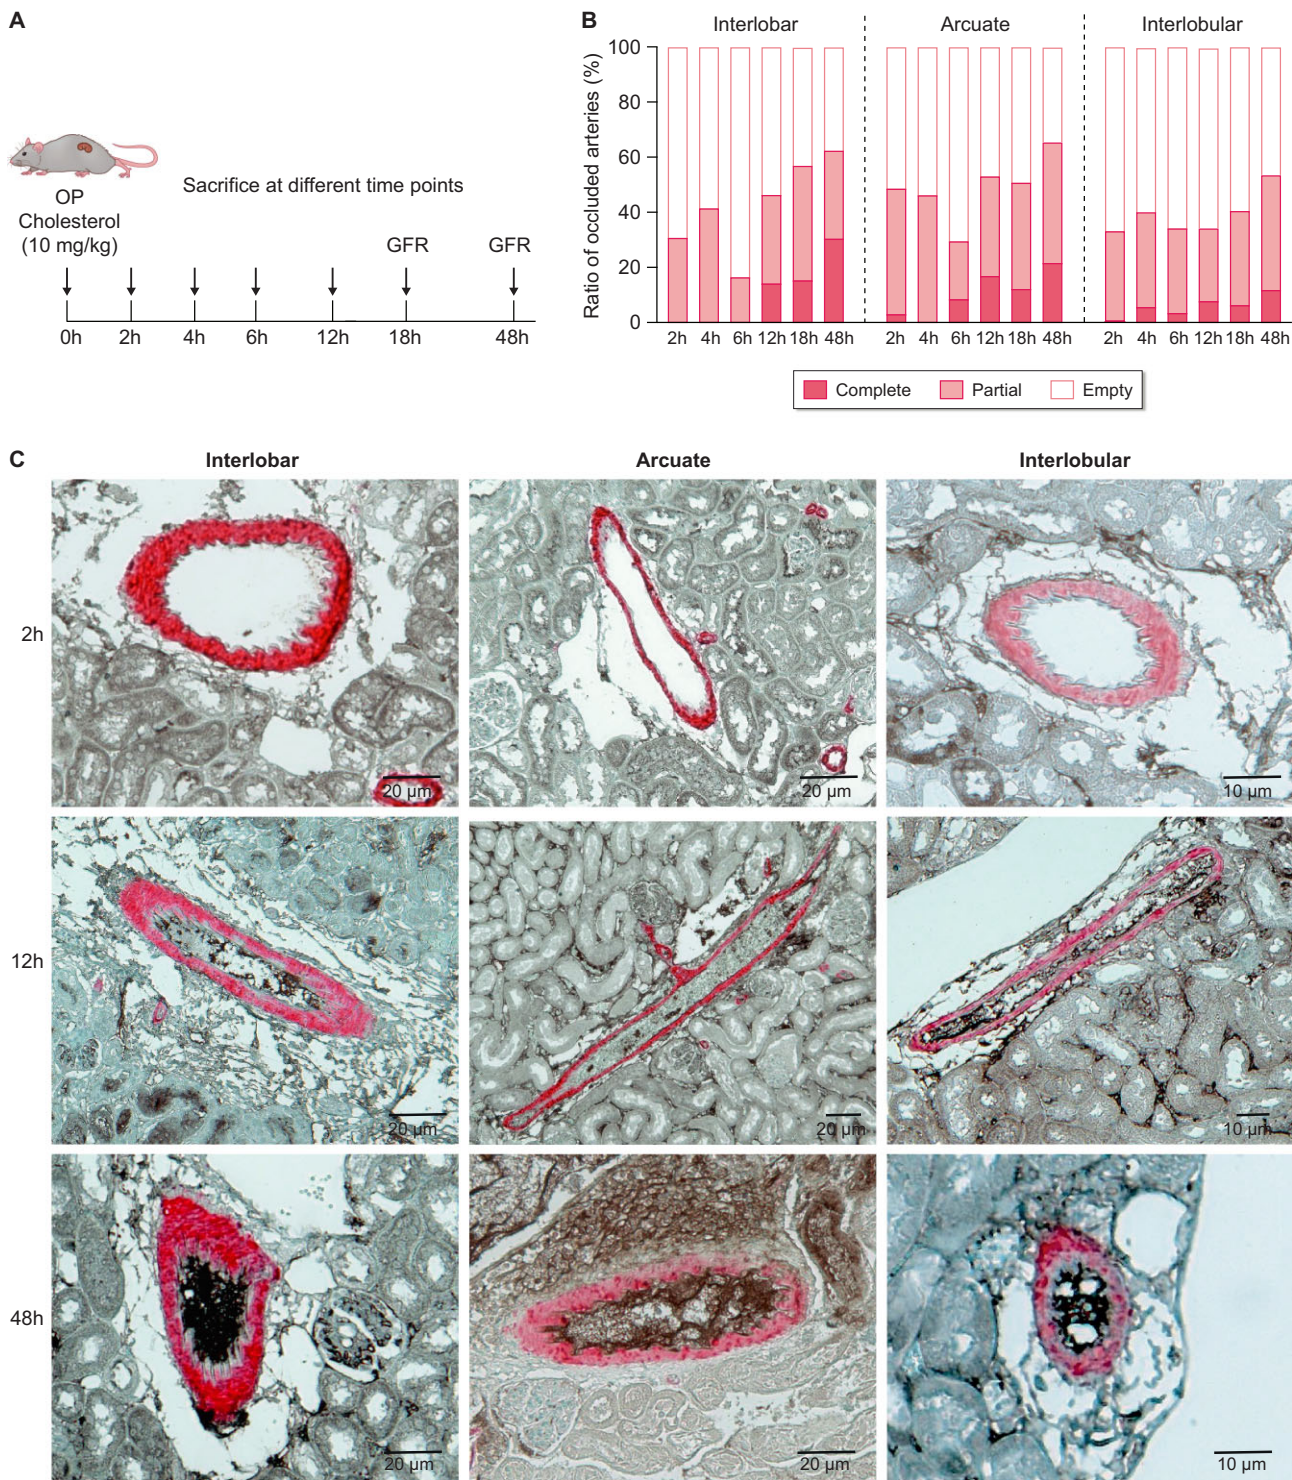 A
OP
Cholesterol
(10 mg/kg)
Sacrifice at different time points
GFR
GFR
0h 2h 4h 6h 12h 18h 48h
B
Interlobar Arcuate Interlobular
Ratio of occluded arteries (%)
100
80
60
40
20
0
2h 4h 6h 12h 18h 48h 2h 4h 6h 12h 18h 48h 2h 4h 6h 12h 18h 48h
Complete Partial Empty
C
Interlobar Arcuate Interlobular
2h
20 µm 20 µm 10 µm
12h
20 µm 20 µm 10 µm
48h
20 µm 20 µm 10 µm